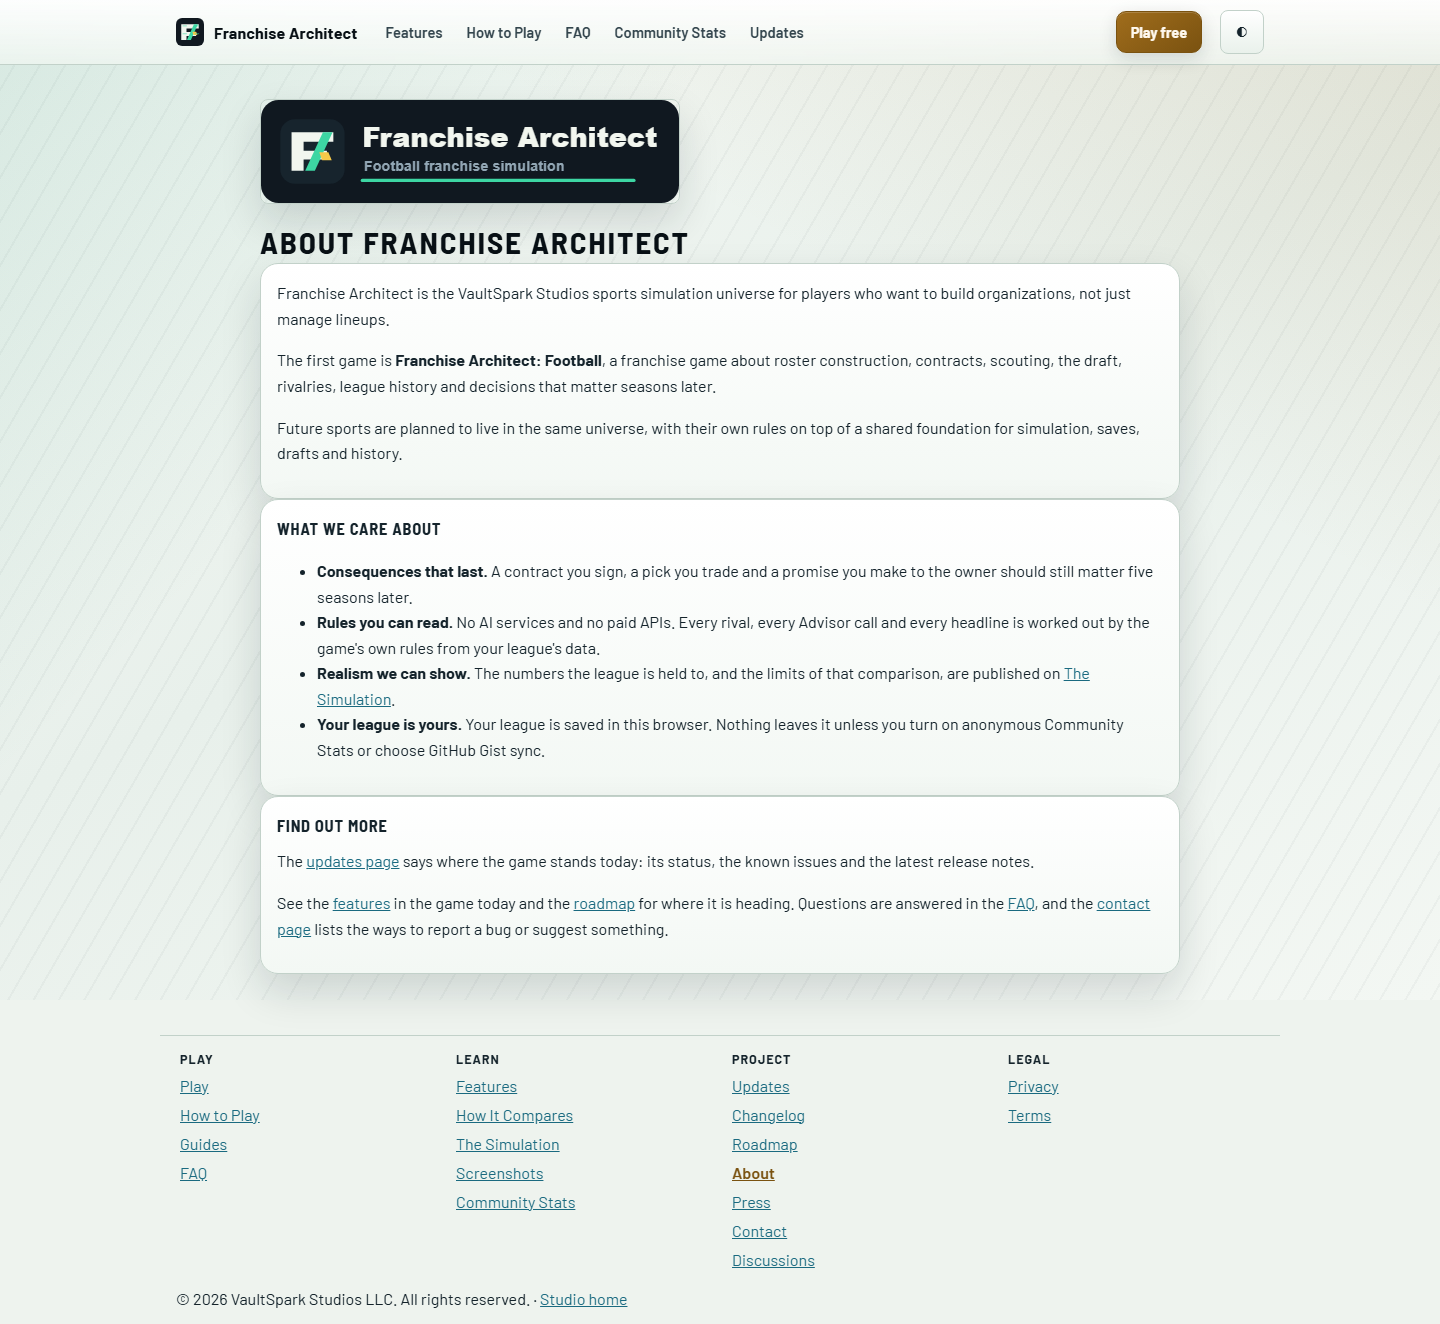 Franchise Architect
Features
How to Play
FAQ
Community Stats
Updates
Play free
Franchise Architect
Football franchise simulation
ABOUT FRANCHISE ARCHITECT
Franchise Architect is the VaultSpark Studios sports simulation universe for players who want to build organizations, not just
manage lineups.
The first game is Franchise Architect: Football, a franchise game about roster construction, contracts, scouting, the draft,
rivalries, league history and decisions that matter seasons later.
Future sports are planned to live in the same universe, with their own rules on top of a shared foundation for simulation, saves,
drafts and history.
WHAT WE CARE ABOUT
• Consequences that last. A contract you sign, a pick you trade and a promise you make to the owner should still matter five
seasons later.
• Rules you can read. No AI services and no paid APIs. Every rival, every Advisor call and every headline is worked out by the
game's own rules from your league's data.
• Realism we can show. The numbers the league is held to, and the limits of that comparison, are published on The
Simulation.
• Your league is yours. Your league is saved in this browser. Nothing leaves it unless you turn on anonymous Community
Stats or choose GitHub Gist sync.
FIND OUT MORE
The updates page says where the game stands today: its status, the known issues and the latest release notes.
See the features in the game today and the roadmap for where it is heading. Questions are answered in the FAQ, and the contact
page lists the ways to report a bug or suggest something.
PLAY
Play
How to Play
Guides
FAQ
LEARN
Features
How It Compares
The Simulation
Screenshots
Community Stats
PROJECT
Updates
Changelog
Roadmap
About
Press
Contact
Discussions
LEGAL
Privacy
Terms
© 2026 VaultSpark Studios LLC. All rights reserved. · Studio home